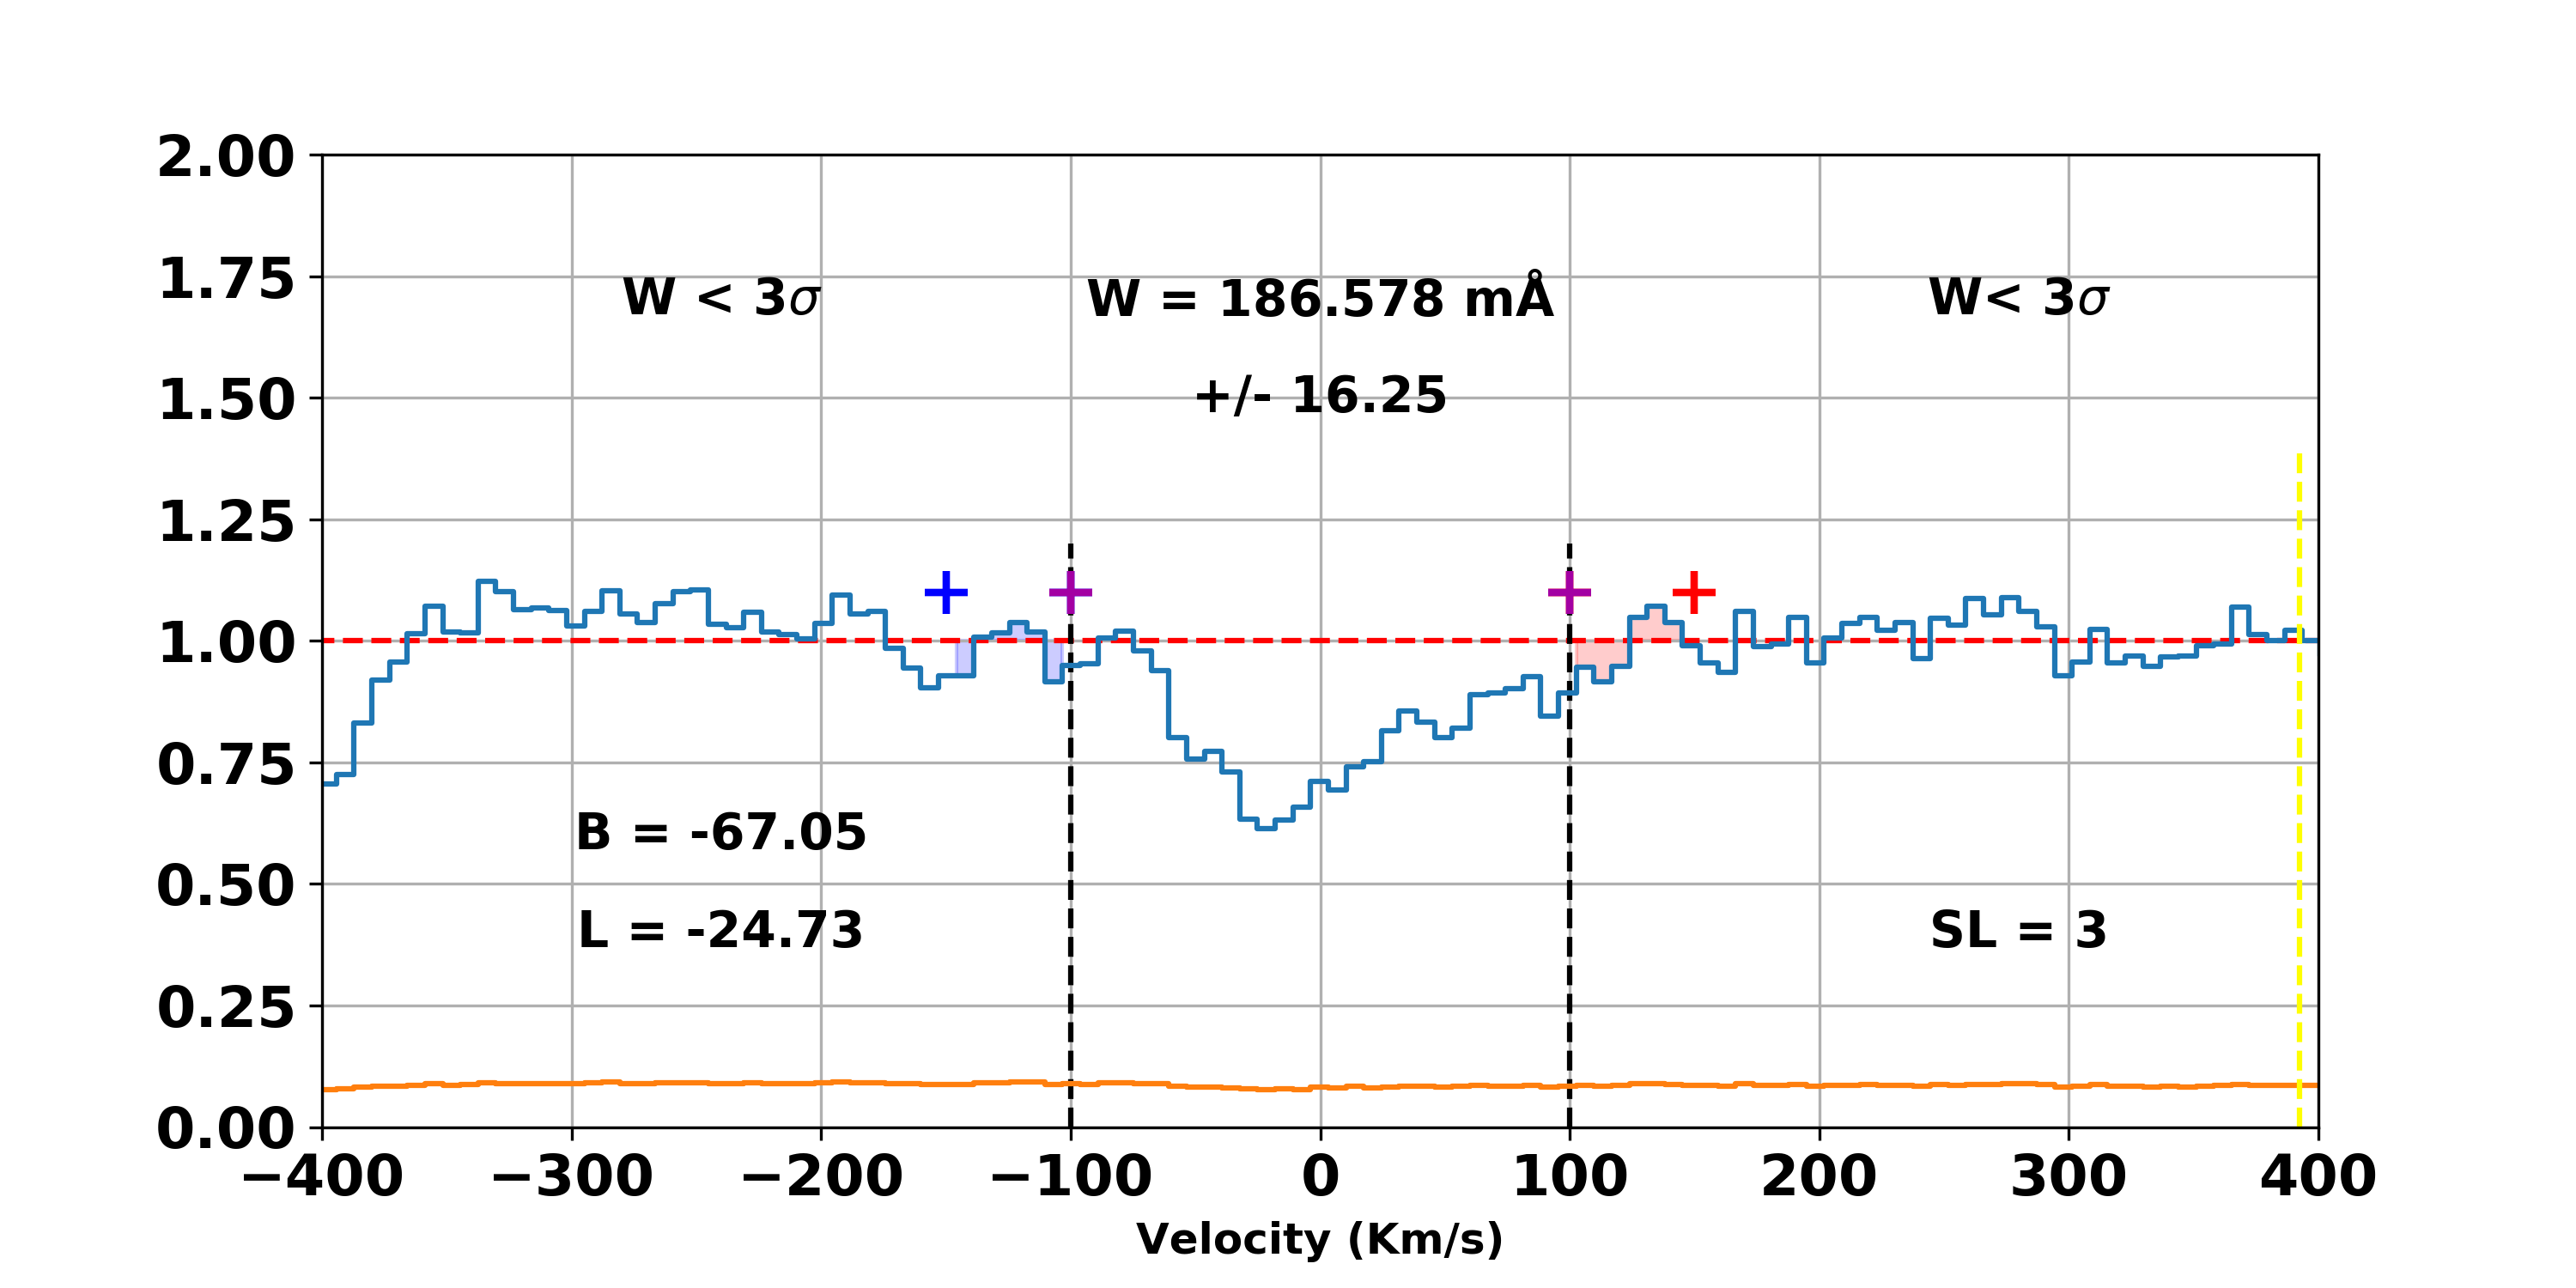 2.00
1.75
1.50
1.25
1.00
0.75
0.50
0.25
0.00
W < 3σ
W = 186.578 mÅ
W< 3σ
+/- 16.25
B = -67.05
L = -24.73
SL = 3
−400
−300
−200
−100
0
100
200
300
400
Velocity (Km/s)